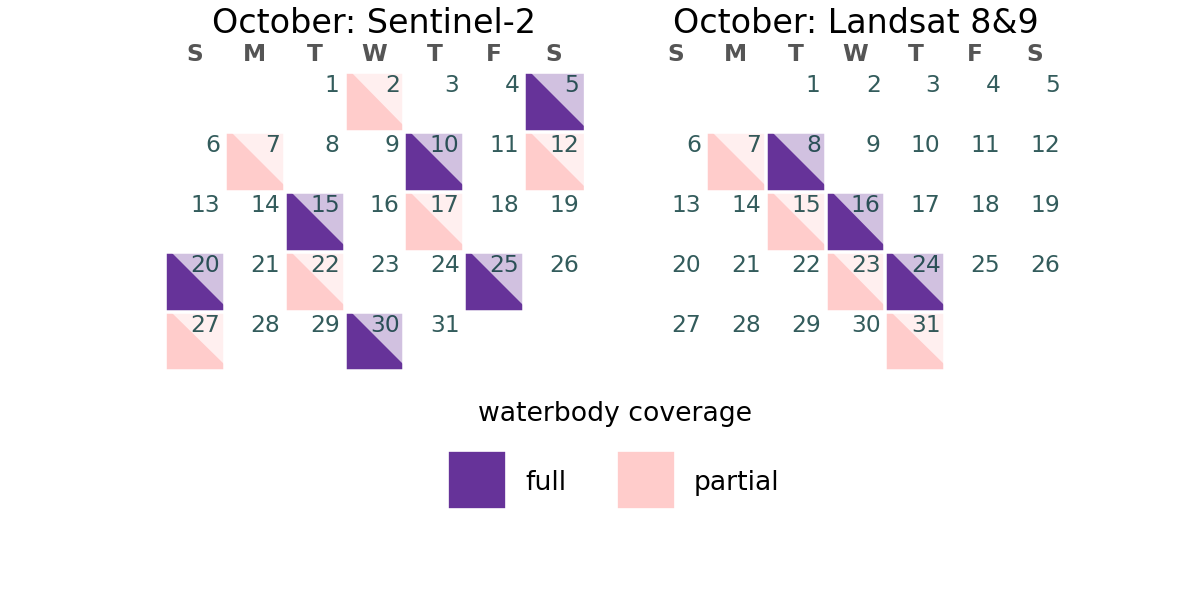 October: Sentinel-2
S M T W T F S
1 2 3 4 5
6 7 8 9 10 11 12
13 14 15 16 17 18 19
20 21 22 23 24 25 26
27 28 29 30 31
October: Landsat 8&9
S M T W T F S
1 2 3 4 5
6 7 8 9 10 11 12
13 14 15 16 17 18 19
20 21 22 23 24 25 26
27 28 29 30 31
waterbody coverage
full partial